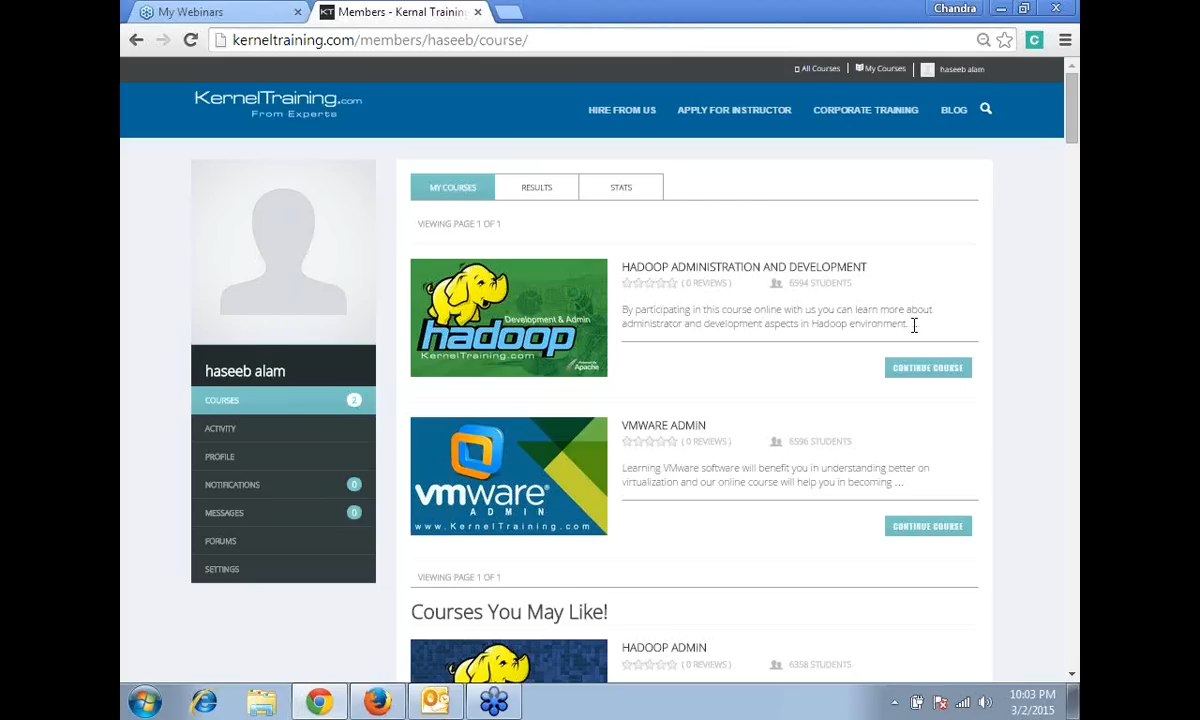 My Webinars
Members - Kernal Trainin
Chandra
kerneltraining.com/members/haseeb/course/
All Courses
My Courses
haseeb alam
KernelTraining.com
From Experts
HIRE FROM US
APPLY FOR INSTRUCTOR
CORPORATE TRAINING
BLOG
haseeb alam
COURSES 2
ACTIVITY
PROFILE
NOTIFICATIONS 0
MESSAGES 0
FORUMS
SETTINGS
MY COURSES
RESULTS
STATS
VIEWING PAGE 1 OF 1
Development & Admin
hadoop
KernelTraining.com
Powered by
Apache
HADOOP ADMINISTRATION AND DEVELOPMENT
( 0 REVIEWS ) 6594 STUDENTS
By participating in this course online with us you can learn more about
administrator and development aspects in Hadoop environment.
CONTINUE COURSE
vmware®
ADMIN
www.KernelTraining.com
VMWARE ADMIN
( 0 REVIEWS ) 6596 STUDENTS
Learning VMware software will benefit you in understanding better on
virtualization and our online course will help you in becoming ...
CONTINUE COURSE
VIEWING PAGE 1 OF 1
Courses You May Like!
HADOOP ADMIN
( 0 REVIEWS ) 6358 STUDENTS
10:03 PM
3/2/2015